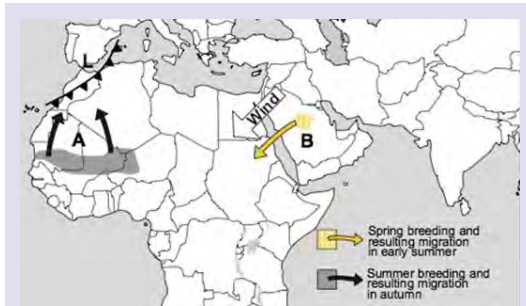 L
Wind
A
B
Spring breeding and
resulting migration
in early summer
Summer breeding and
resulting migration
in autumn